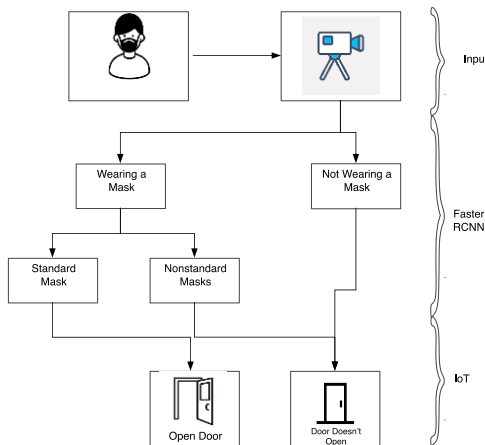 Inpu
Wearing a
Mask
Not Wearing a
Mask
Faster
RCNN
Standard
Mask
Nonstandard
Masks
IoT
Open Door
Door Doesn't
Open